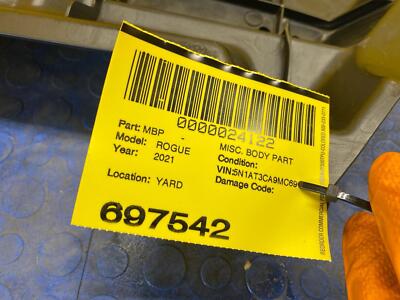 0000024122
Part: MBP - MISC. BODY PART
Model: ROGUE Condition:
Year: 2021 VIN:5N1AT3CA9MC69
Location: YARD Damage Code:
697542